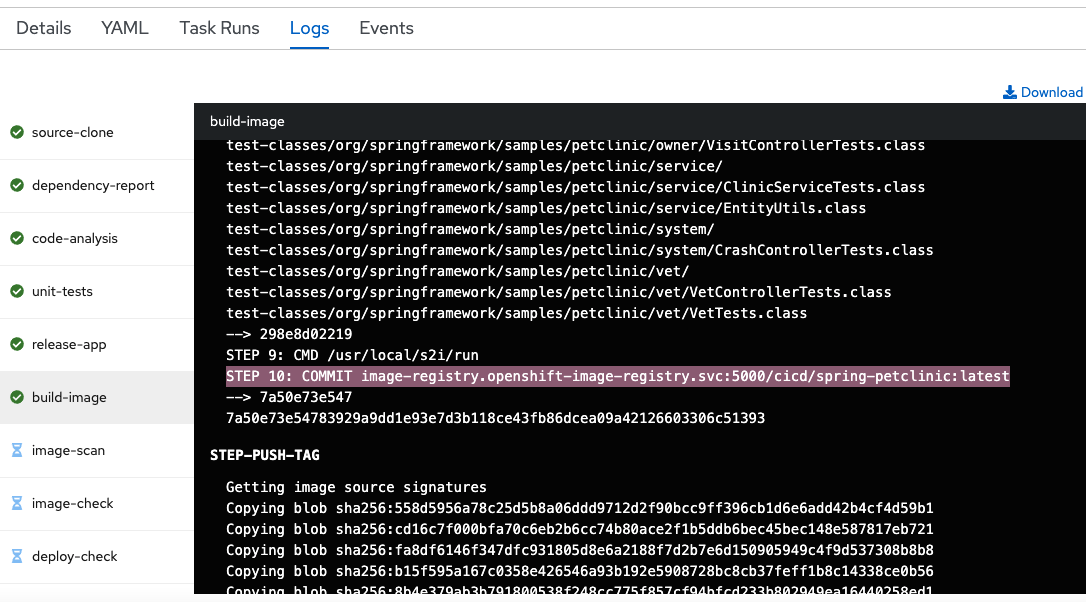 Details YAML Task Runs Logs Events
Download
source-clone
dependency-report
code-analysis
unit-tests
release-app
build-image
image-scan
image-check
deploy-check
build-image
test-classes/org/springframework/samples/petclinic/owner/VisitControllerTests.class
test-classes/org/springframework/samples/petclinic/service/
test-classes/org/springframework/samples/petclinic/service/ClinicServiceTests.class
test-classes/org/springframework/samples/petclinic/service/EntityUtils.class
test-classes/org/springframework/samples/petclinic/system/
test-classes/org/springframework/samples/petclinic/system/CrashControllerTests.class
test-classes/org/springframework/samples/petclinic/vet/
test-classes/org/springframework/samples/petclinic/vet/VetControllerTests.class
test-classes/org/springframework/samples/petclinic/vet/VetTests.class
--> 298e8d02219
STEP 9: CMD /usr/local/s2i/run
STEP 10: COMMIT image-registry.openshift-image-registry.svc:5000/cicd/spring-petclinic:latest
--> 7a50e73e547
7a50e73e54783929a9dd1e93e7d3b118ce43fb86dcea09a42126603306c51393
STEP-PUSH-TAG
Getting image source signatures
Copying blob sha256:558d5956a78c25d5b8a06ddd9712d2f90bcc9ff396cb1d6e6add42b4cf4d59b1
Copying blob sha256:cd16c7f000bfa70c6eb2b6cc74b80ace2f1b5ddb6bec45bec148e587817eb721
Copying blob sha256:fa8df6146f347dfc931805d8e6a2188f7d2b7e6d150905949c4f9d537308b8b8
Copying blob sha256:b15f595a167c0358e426546a93b192e5908728bc8cb37feff1b8c14338ce0b56
Copying blob sha256:8b4e379ab3b791800538f248cc775f857cf94bfcd233b802949ea16440258ed1